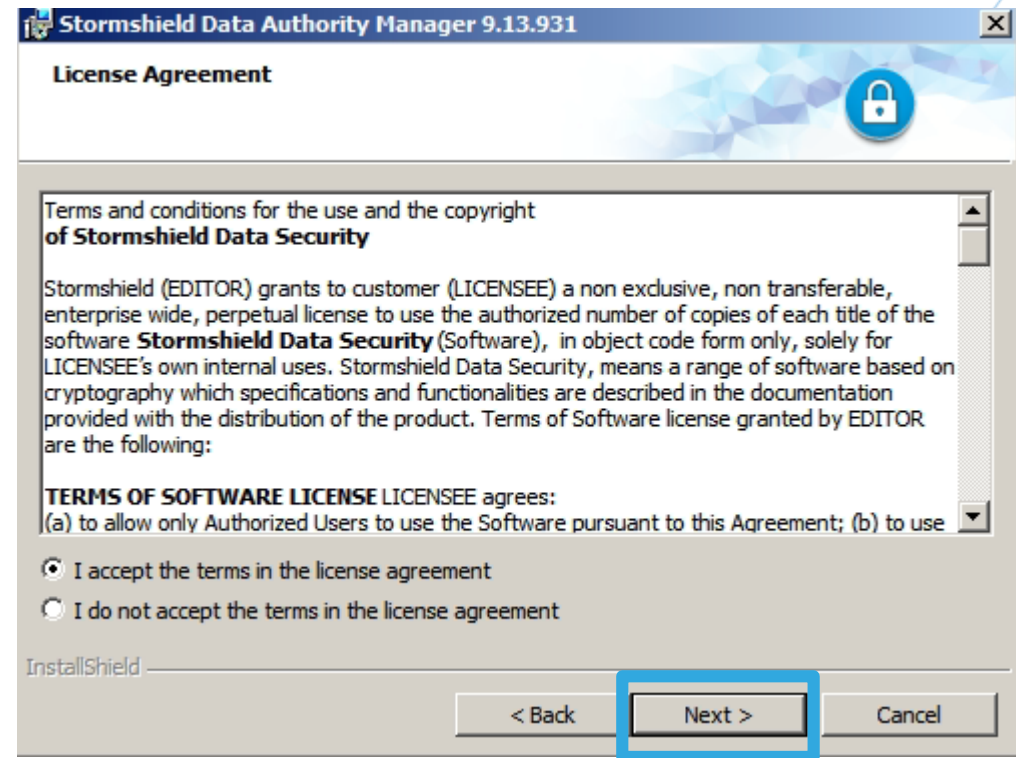 Stormshield Data Authority Manager 9.13.931
License Agreement
Terms and conditions for the use and the copyright
of Stormshield Data Security
Stormshield (EDITOR) grants to customer (LICENSEE) a non exclusive, non transferable,
enterprise wide, perpetual license to use the authorized number of copies of each title of the
software Stormshield Data Security (Software), in object code form only, solely for
LICENSEE's own internal uses. Stormshield Data Security, means a range of software based on
cryptography which specifications and functionalities are described in the documentation
provided with the distribution of the product. Terms of Software license granted by EDITOR
are the following:
TERMS OF SOFTWARE LICENSE LICENSEE agrees:
(a) to allow only Authorized Users to use the Software pursuant to this Agreement; (b) to use
I accept the terms in the license agreement
I do not accept the terms in the license agreement
InstallShield
< Back Next > Cancel